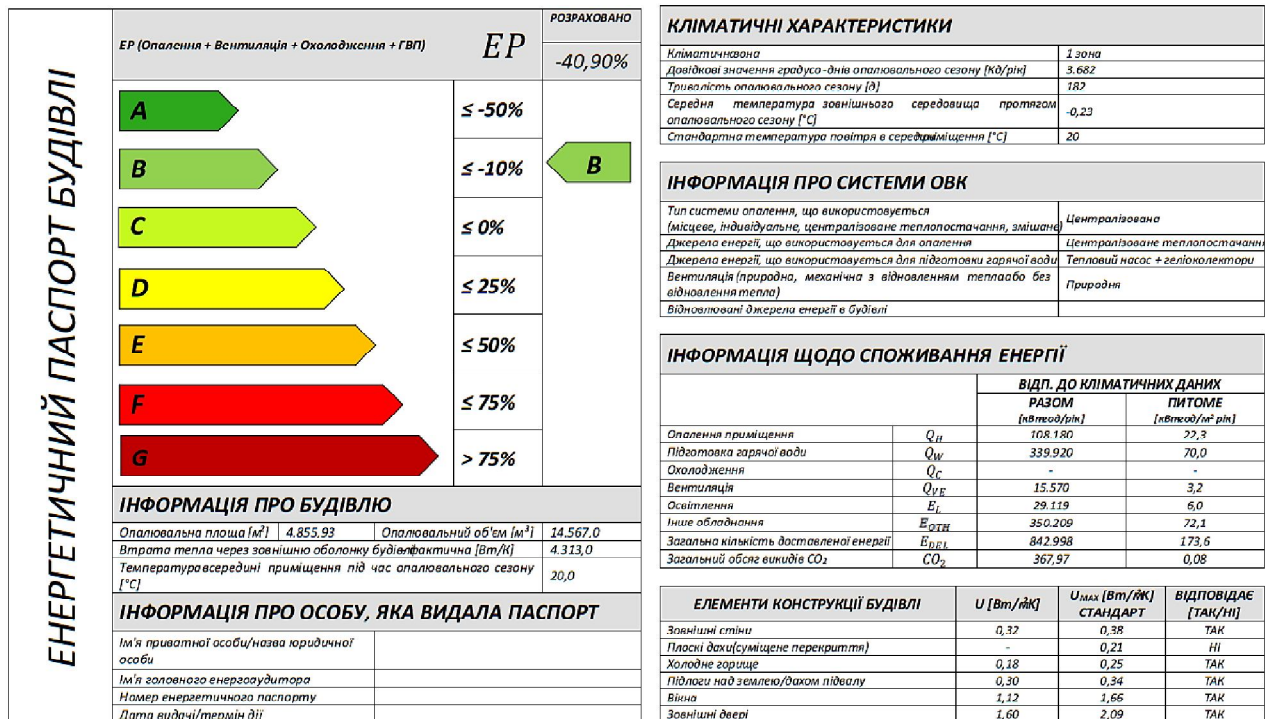 ЕНЕРГЕТИЧНИЙ ПАСПОРТ БУДІВЛІ
EP (Опалення + Вентиляція + Охолодження + ГВП)
EP
РОЗРАХОВАНО
-40,90%
A ≤ -50%
B ≤ -10% B
C ≤ 0%
D ≤ 25%
E ≤ 50%
F ≤ 75%
G > 75%
ІНФОРМАЦІЯ ПРО БУДІВЛЮ
Опалювальна площа [м²] 4.855.93 Опалювальний об'єм [м³] 14.567.0
Втрата тепла через зовнішню оболонку будівлі фактична [Вт/К] 4.313,0
Температура всередині приміщення під час опалювального сезону
[°C] 20,0
ІНФОРМАЦІЯ ПРО ОСОБУ, ЯКА ВИДАЛА ПАСПОРТ
Ім'я приватної особи/назва юридичної
особи
Ім'я головного енергоаудитора
Номер енергетичного паспорту
Дата видачі/термін дії
КЛІМАТИЧНІ ХАРАКТЕРИСТИКИ
Кліматична зона 1 зона
Довідкові значення градусо-днів опалювального сезону [Кд/рік] 3.682
Тривалість опалювального сезону [д] 182
Середня температура зовнішнього середовища протягом
опалювального сезону [°C] -0,23
Стандартна температура повітря в середині приміщення [°C] 20
ІНФОРМАЦІЯ ПРО СИСТЕМИ ОВК
Тип системи опалення, що використовується
(місцеве, індивідуальне, централізоване теплопостачання, змішане) Централізована
Джерела енергії, що використовується для опалення Централізоване теплопостачання
Джерела енергії, що використовується для підготовки гарячої води Тепловий насос + геліоколектори
Вентиляція (природна, механічна з відновленням тепла або без
відновлення тепла) Природня
Відновлювані джерела енергії в будівлі
ІНФОРМАЦІЯ ЩОДО СПОЖИВАННЯ ЕНЕРГІЇ
ВІДП. ДО КЛІМАТИЧНИХ ДАНИХ
РАЗОМ ПИТОМЕ
[кВтгод/рік] [кВтгод/м² рік]
Опалення приміщення Q_H 108.180 22,3
Підготовка гарячої води Q_W 339.920 70,0
Охолодження Q_C - -
Вентиляція Q_VE 15.570 3,2
Освітлення E_L 29.119 6,0
Інше обладнання E_OTH 350.209 72,1
Загальна кількість доставленої енергії E_DEL 842.998 173,6
Загальний обсяг викидів CO₂ CO₂ 367,97 0,08
ЕЛЕМЕНТИ КОНСТРУКЦІЇ БУДІВЛІ U [Вт/м²К] U_MAX [Вт/м²К] СТАНДАРТ ВІДПОВІДАЄ [ТАК/НІ]
Зовнішні стіни 0,32 0,38 ТАК
Плоскі дахи(суміщене перекриття) - 0,21 НІ
Холодне горище 0,18 0,25 ТАК
Підлоги над землею/дахом підвалу 0,30 0,34 ТАК
Вікна 1,12 1,66 ТАК
Зовнішні двері 1,60 2,09 ТАК